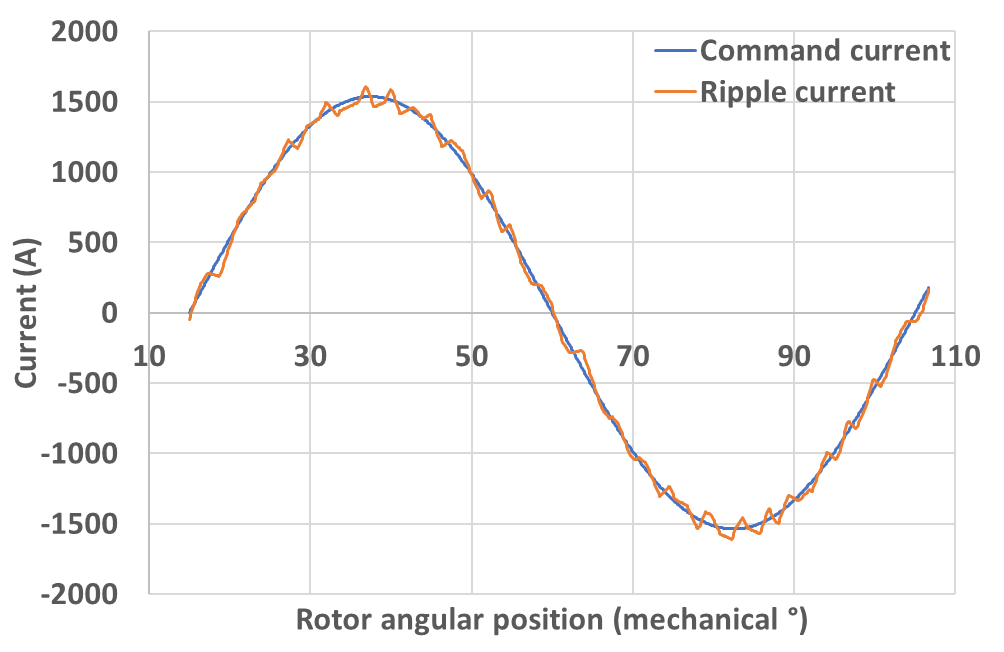 2000
Command current
Ripple current
1500
1000
500
0
10 30 50 70 90 110
-500
-1000
-1500
-2000
Current (A)
Rotor angular position (mechanical °)